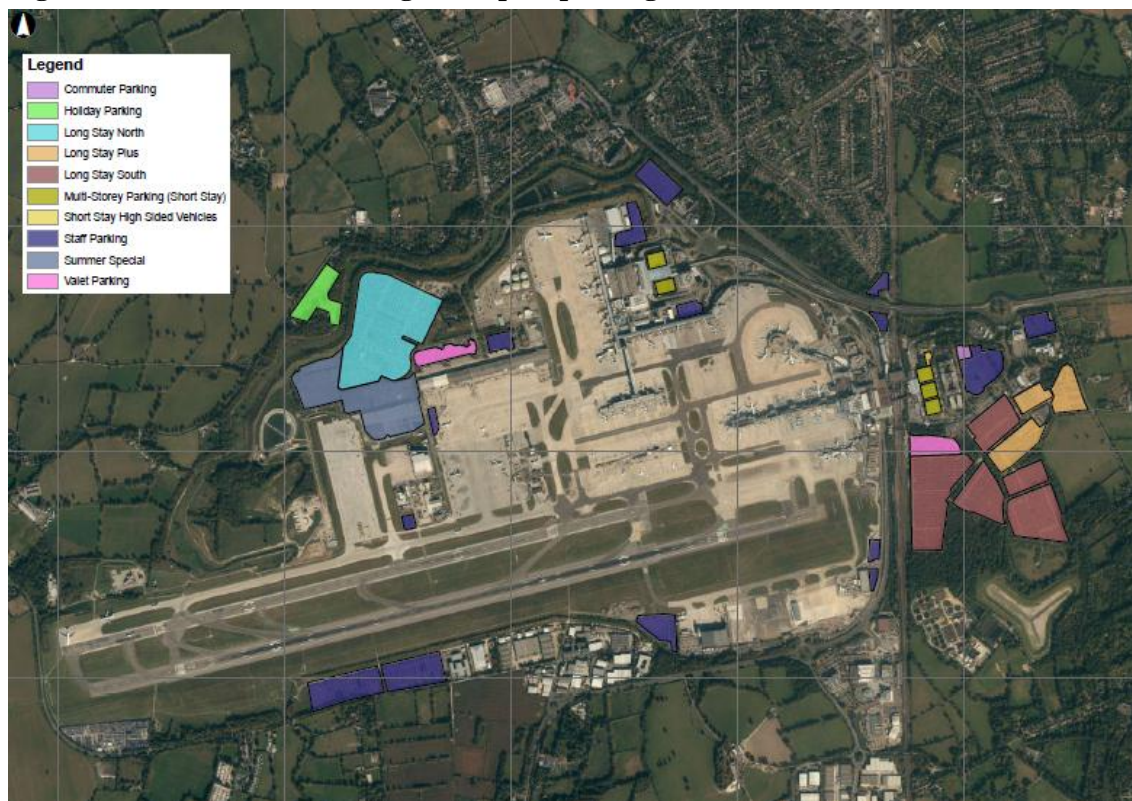 Legend
Commuter Parking
Holiday Parking
Long Stay North
Long Stay Plus
Long Stay South
Multi-Storey Parking (Short Stay)
Short Stay High Sided Vehicles
Staff Parking
Summer Special
Valet Parking